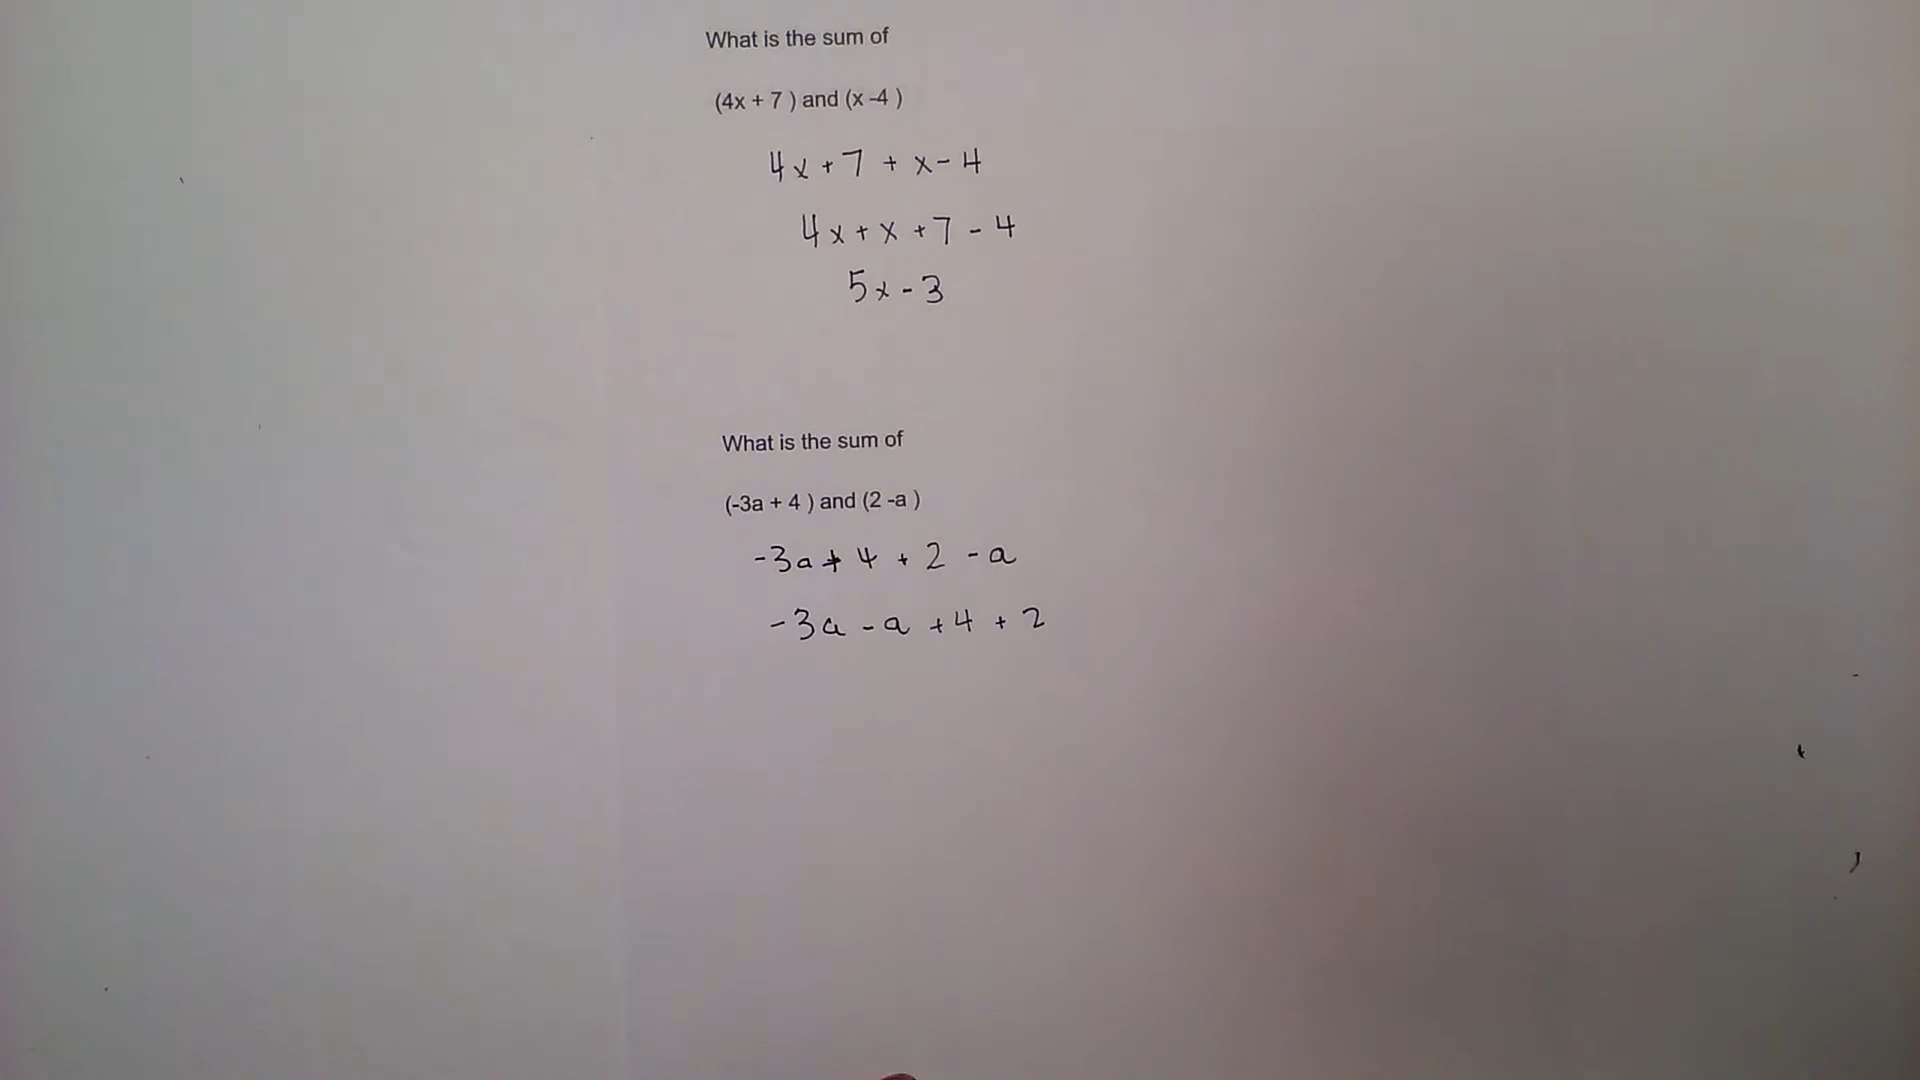 What is the sum of
(4x + 7 ) and (x -4 )
4x + 7 + x - 4
4x + x + 7 - 4
5x - 3
What is the sum of
(-3a + 4 ) and (2 -a )
-3a + 4 + 2 - a
-3a - a + 4 + 2